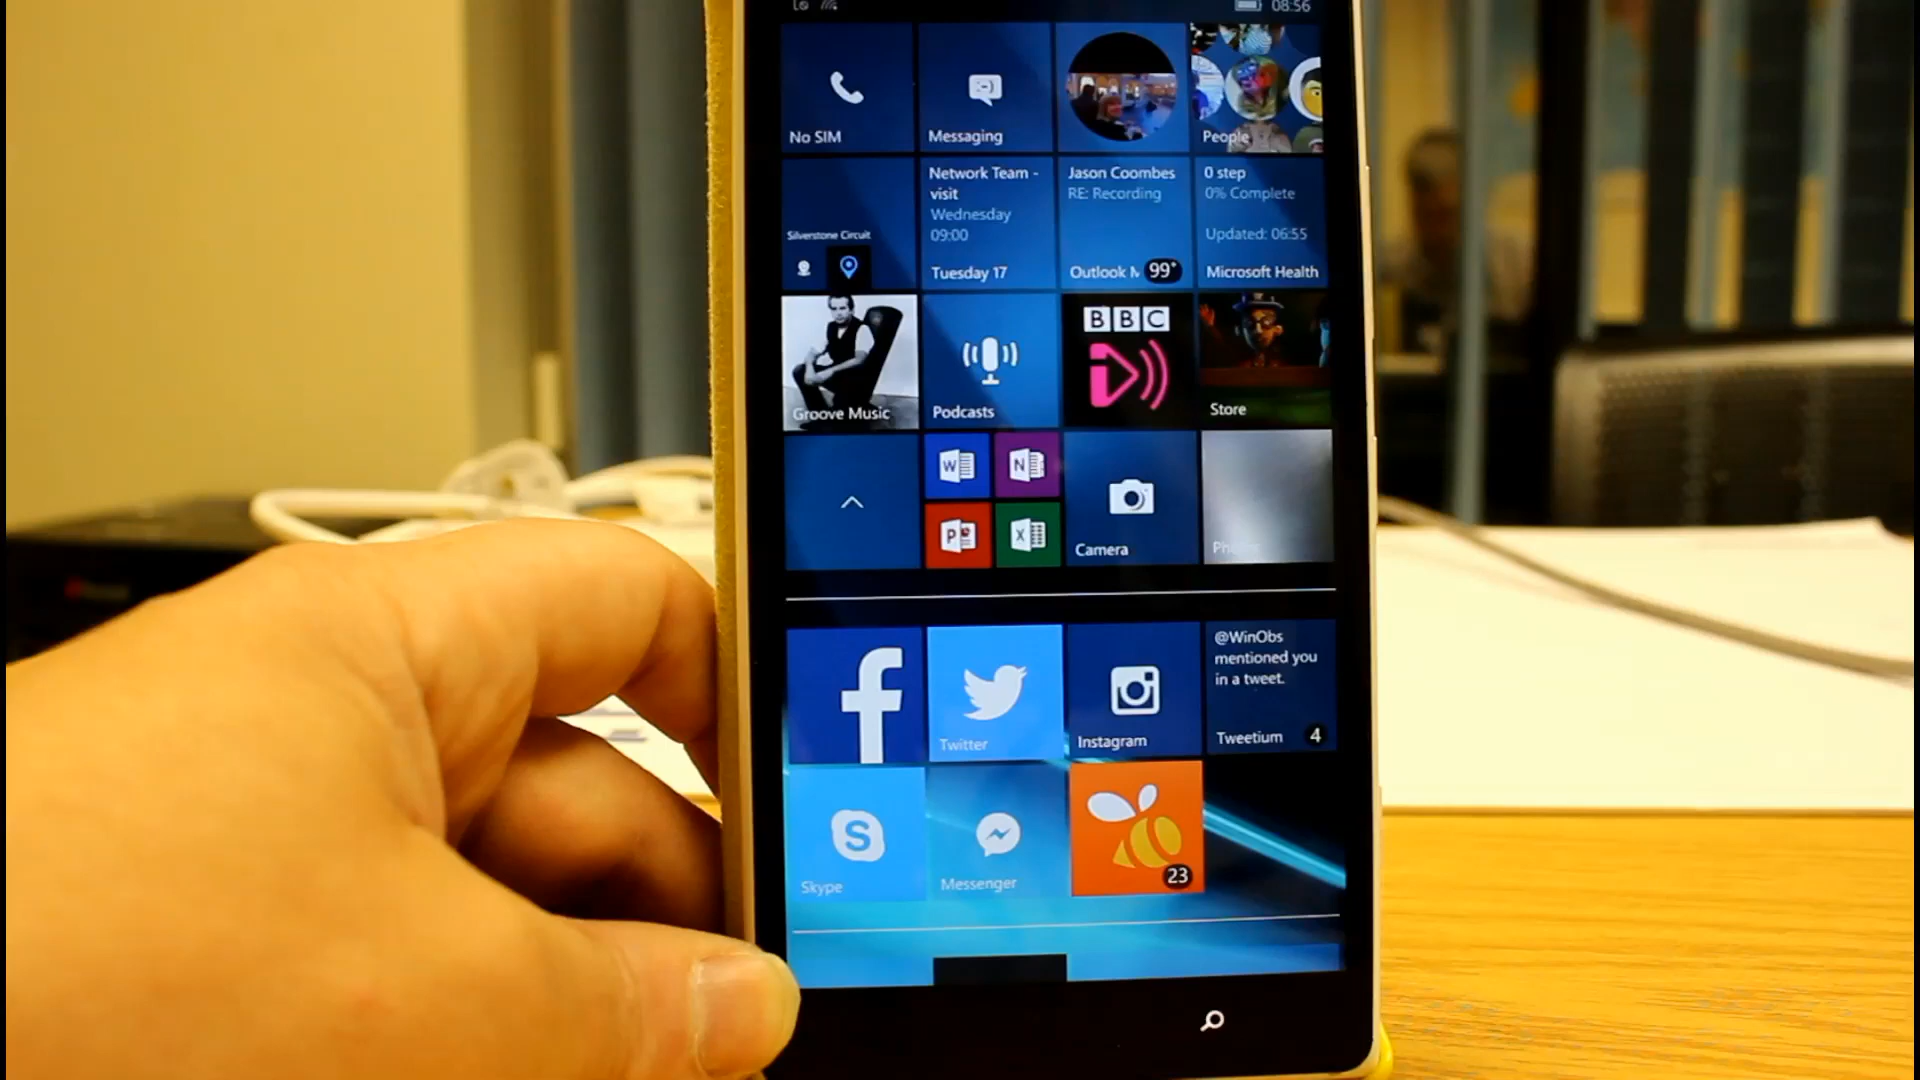 08:56
No SIM
Messaging
People
Silverstone Circuit
Network Team -
visit
Wednesday
09:00
Tuesday 17
Jason Coombes
RE: Recording
Outlook M
99+
0 step
0% Complete
Updated: 06:55
Microsoft Health
Groove Music
Podcasts
BBC
Store
W
N
P
X
Camera
f
Twitter
Instagram
@WinObs
mentioned you
in a tweet.
Tweetium 4
S
Skype
Messenger
23